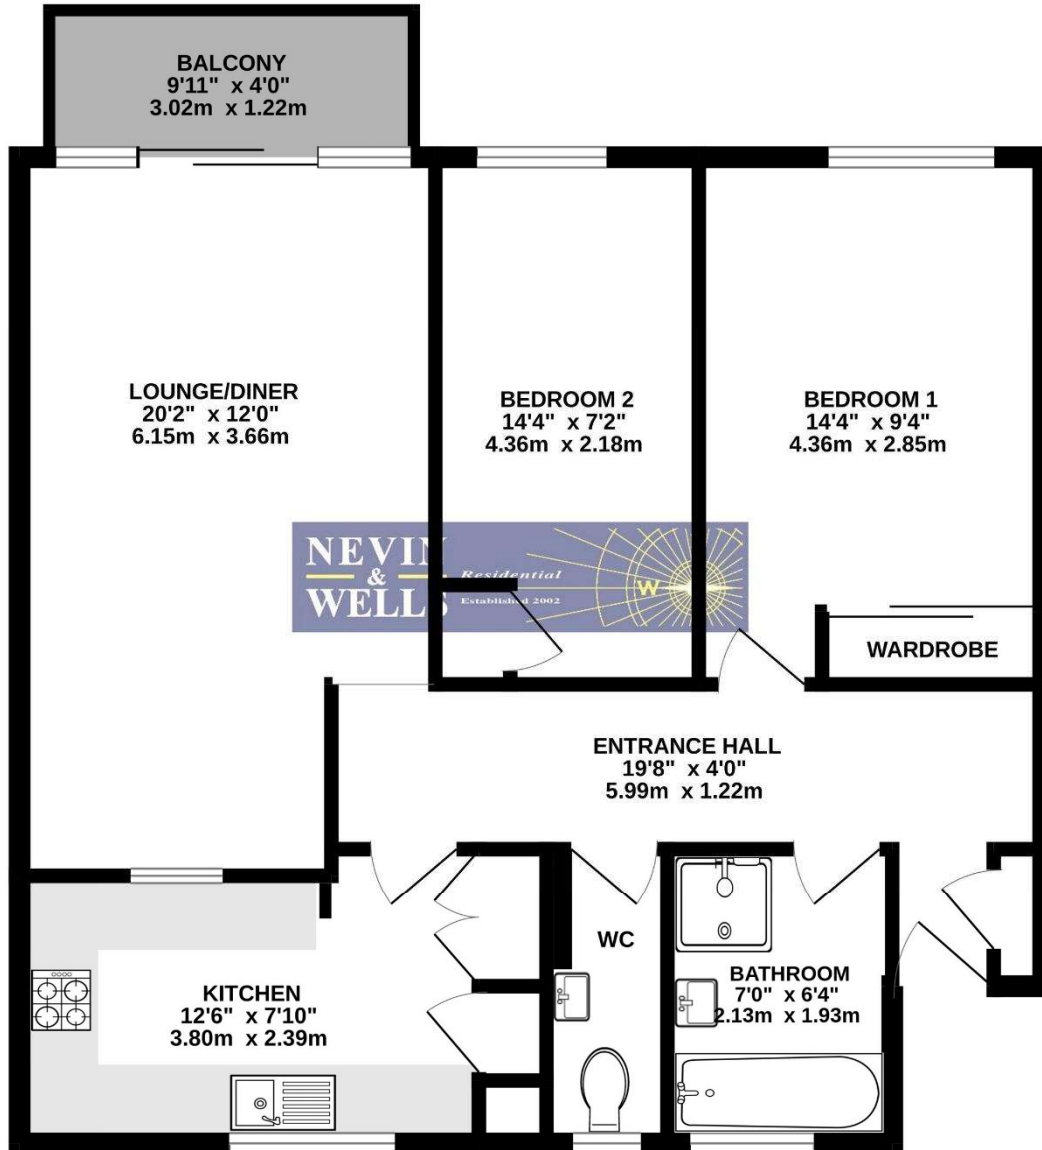 BALCONY
9'11" x 4'0"
3.02m x 1.22m
LOUNGE/DINER
20'2" x 12'0"
6.15m x 3.66m
BEDROOM 2
14'4" x 7'2"
4.36m x 2.18m
BEDROOM 1
14'4" x 9'4"
4.36m x 2.85m
NEVIN
&
WELLS
Residential
Established 2002
W
WARDROBE
ENTRANCE HALL
19'8" x 4'0"
5.99m x 1.22m
WC
KITCHEN
12'6" x 7'10"
3.80m x 2.39m
BATHROOM
7'0" x 6'4"
2.13m x 1.93m